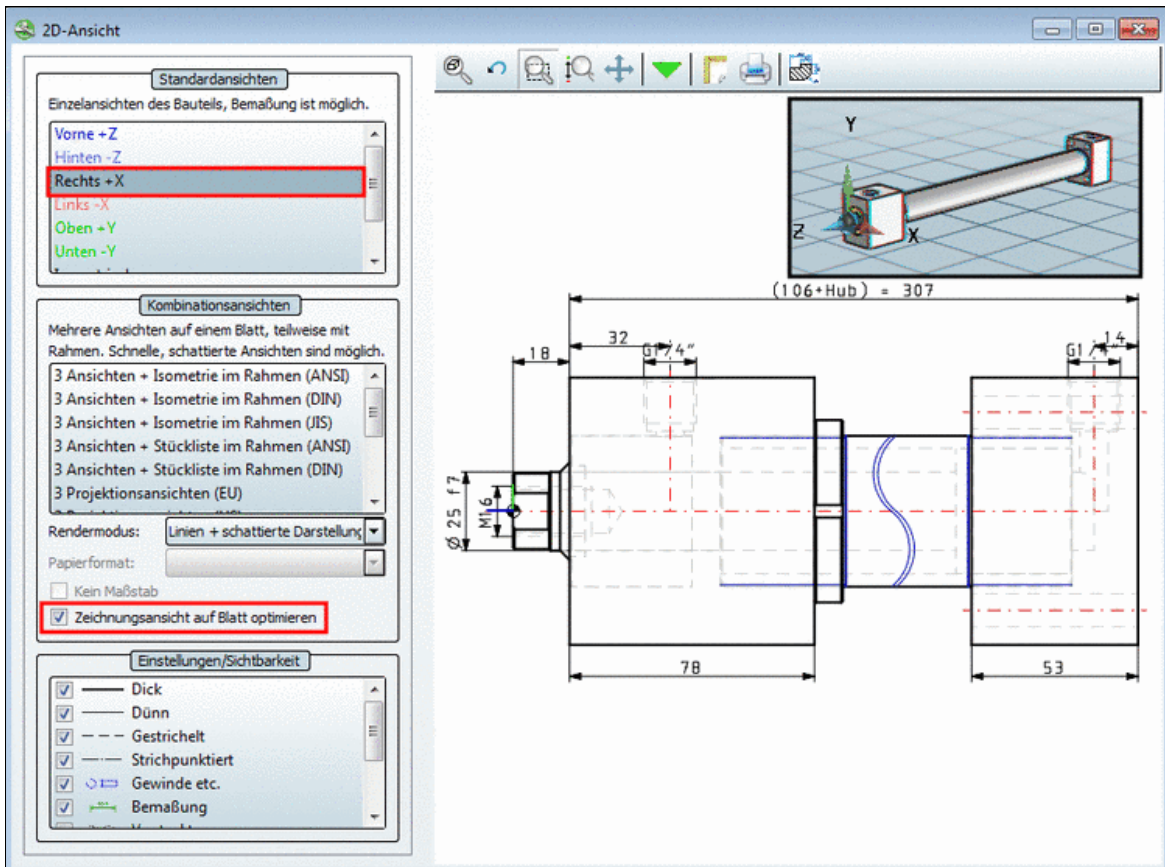 2D-Ansicht
Standardansichten
Einzelansichten des Bauteils, Bemaßung ist möglich.
Vorne +Z
Hinten -Z
Rechts +X
Links -X
Oben +Y
Unten -Y
Kombinationsansichten
Mehrere Ansichten auf einem Blatt, teilweise mit
Rahmen. Schnelle, schattierte Ansichten sind möglich.
3 Ansichten + Isometrie im Rahmen (ANSI)
3 Ansichten + Isometrie im Rahmen (DIN)
3 Ansichten + Isometrie im Rahmen (JIS)
3 Ansichten + Stückliste im Rahmen (ANSI)
3 Ansichten + Stückliste im Rahmen (DIN)
3 Projektionsansichten (EU)
Rendermodus: Linien + schattierte Darstellung
Papierformat:
Kein Maßstab
Zeichnungsansicht auf Blatt optimieren
Einstellungen/Sichtbarkeit
Dick
Dünn
Gestrichelt
Strichpunktiert
Gewinde etc.
Bemaßung
Y
Z
X
(106+Hub) = 307
32
14
18
G1/4"
G1/4"
Ø 25 f7
M16
78
53